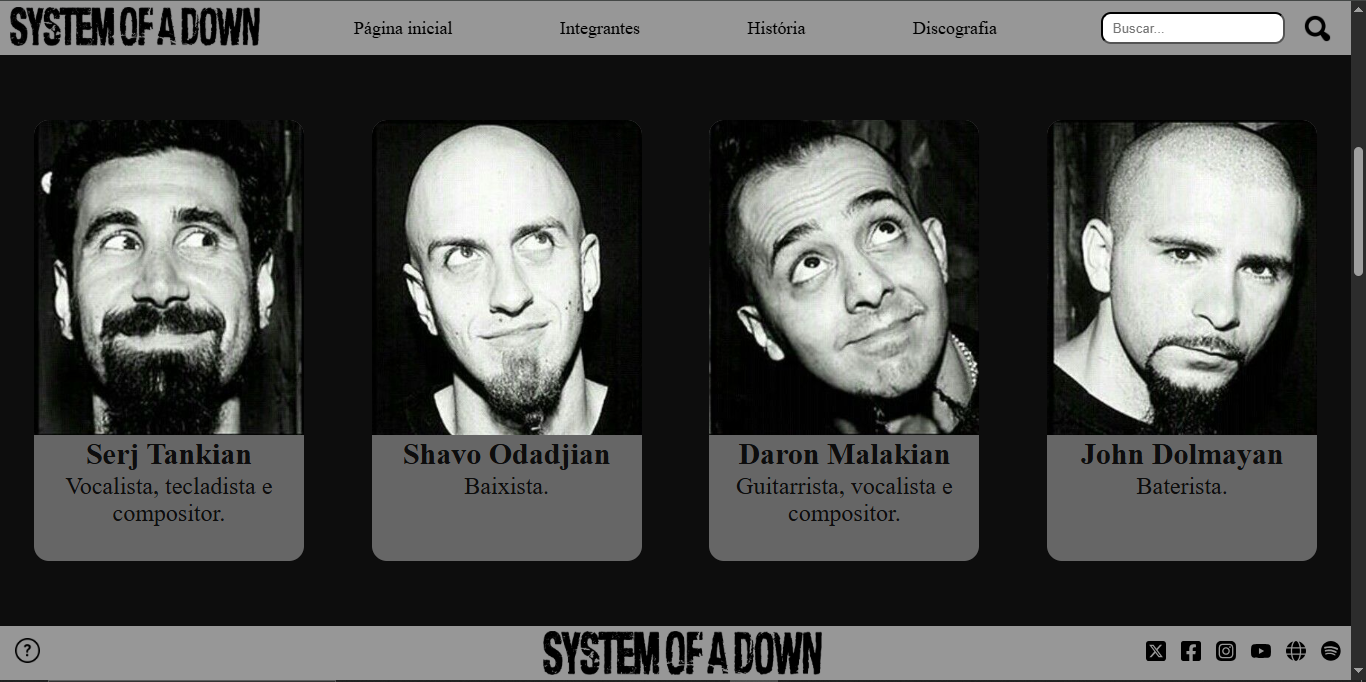 SYSTEM OF A DOWN
Página inicial
Integrantes
História
Discografia
Buscar...
Serj Tankian
Vocalista, tecladista e
compositor.
Shavo Odadjian
Baixista.
Daron Malakian
Guitarrista, vocalista e
compositor.
John Dolmayan
Baterista.
?
SYSTEM OF A DOWN